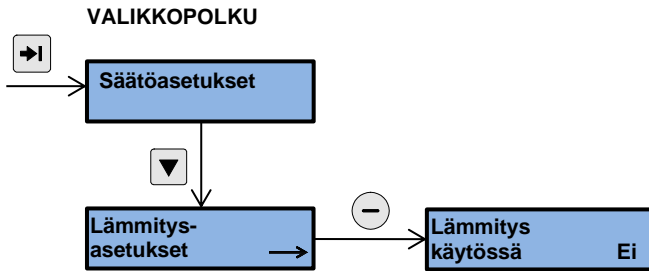 VALIKKOPOLKU
Säätöasetukset
Lämmitys-
asetukset
Lämmitys
käytössä Ei